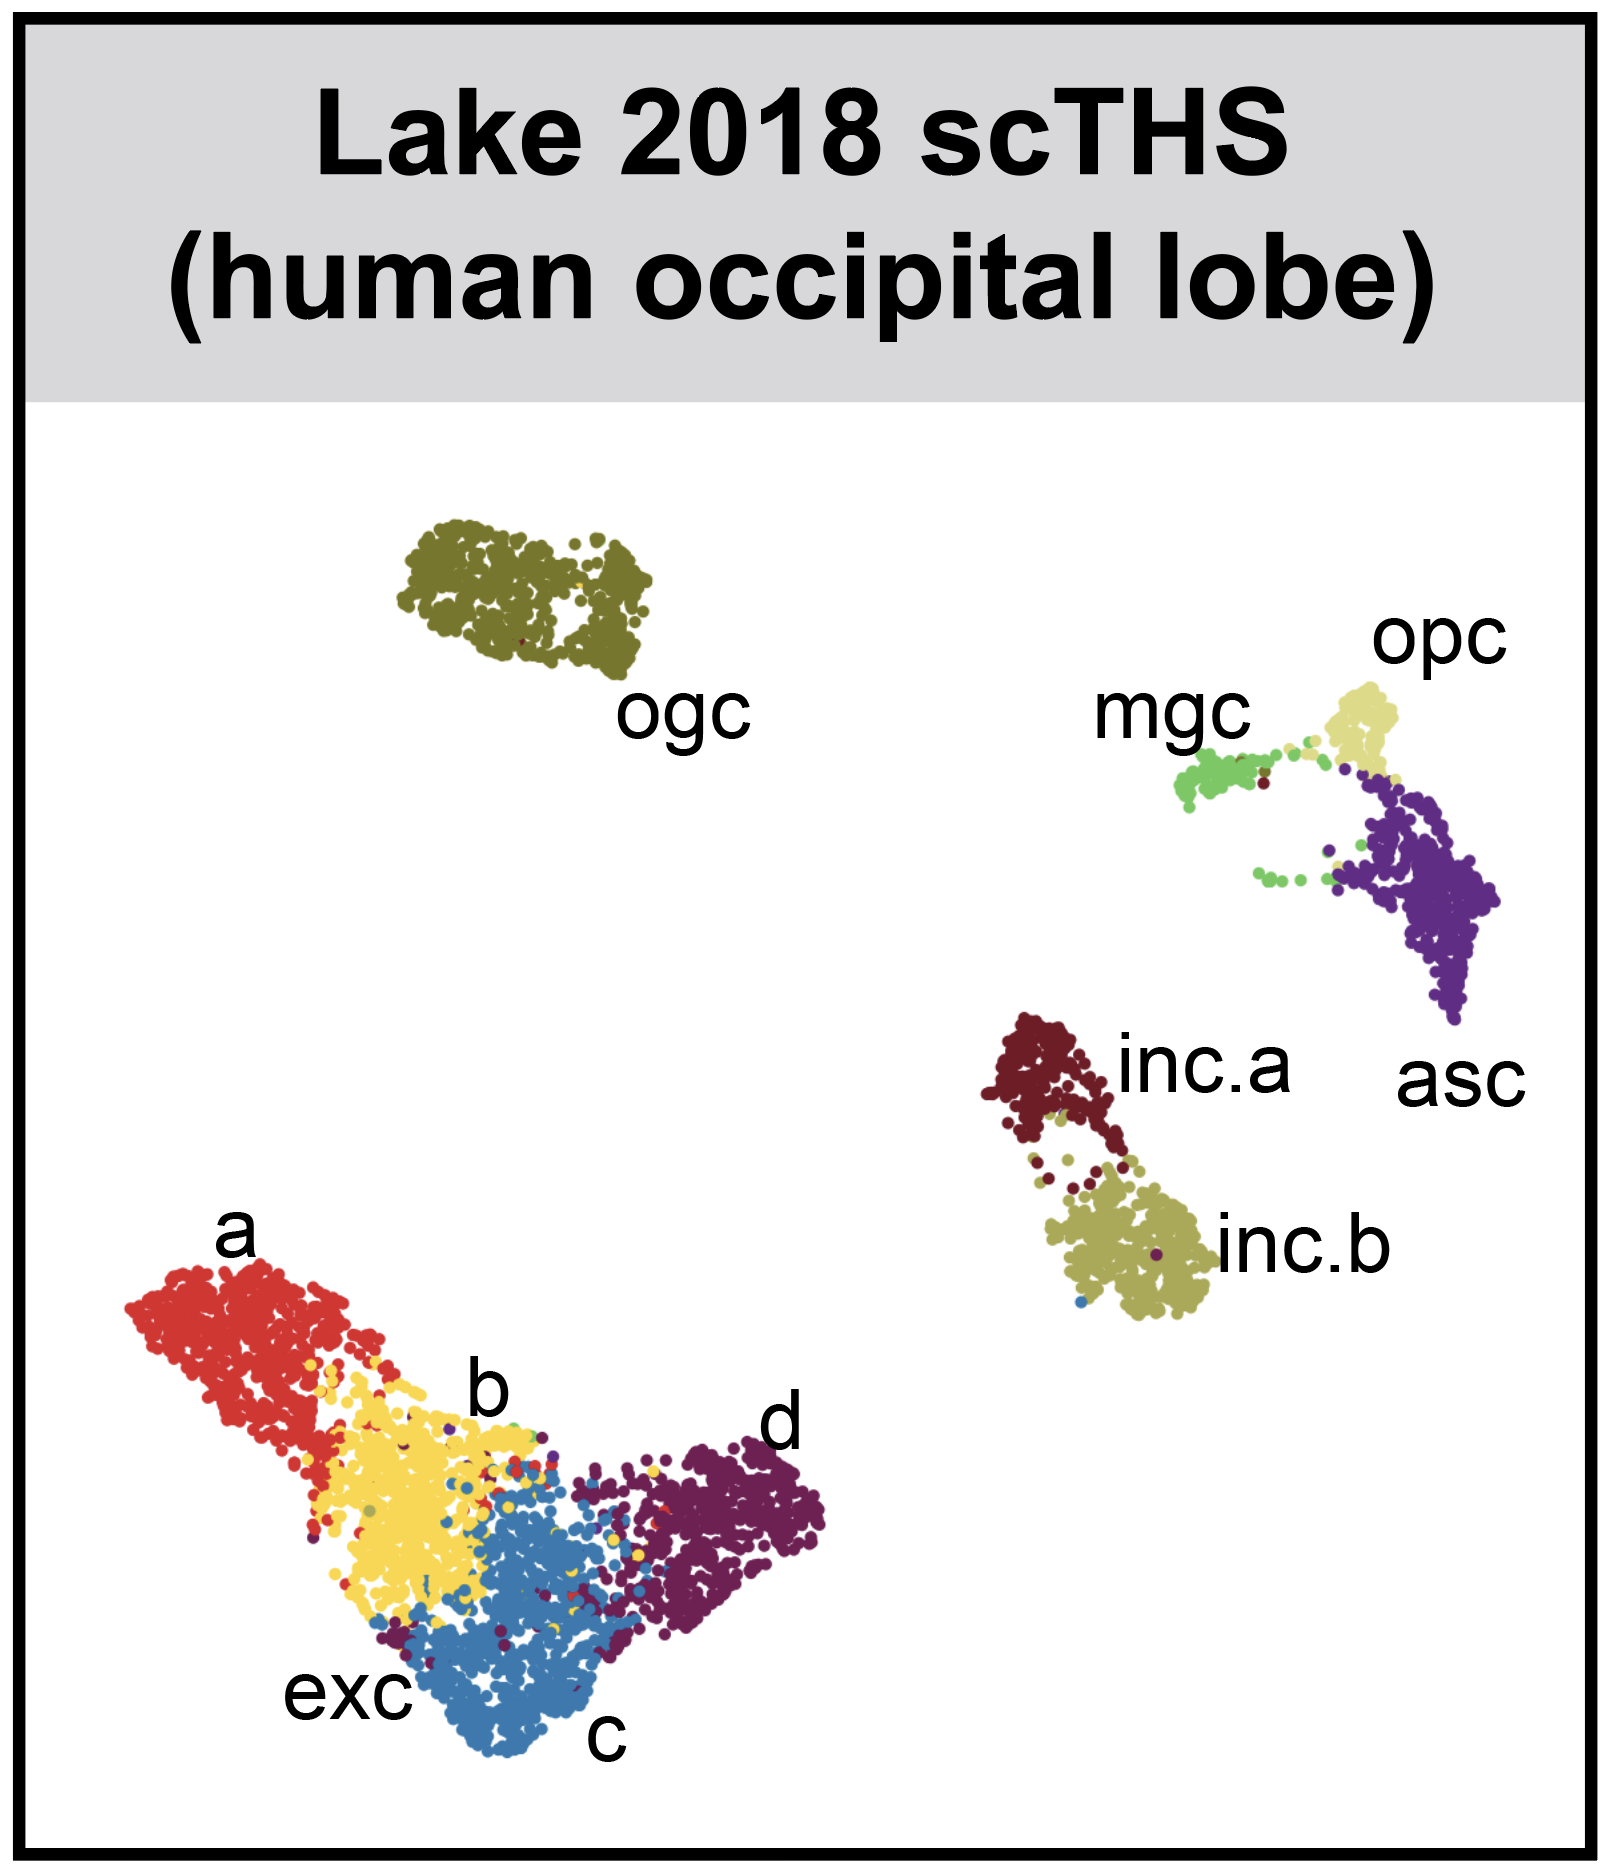 Lake 2018 scTHS
(human occipital lobe)
opc
mgc
ogc
inc.a
asc
inc.b
a
b
d
exc
c